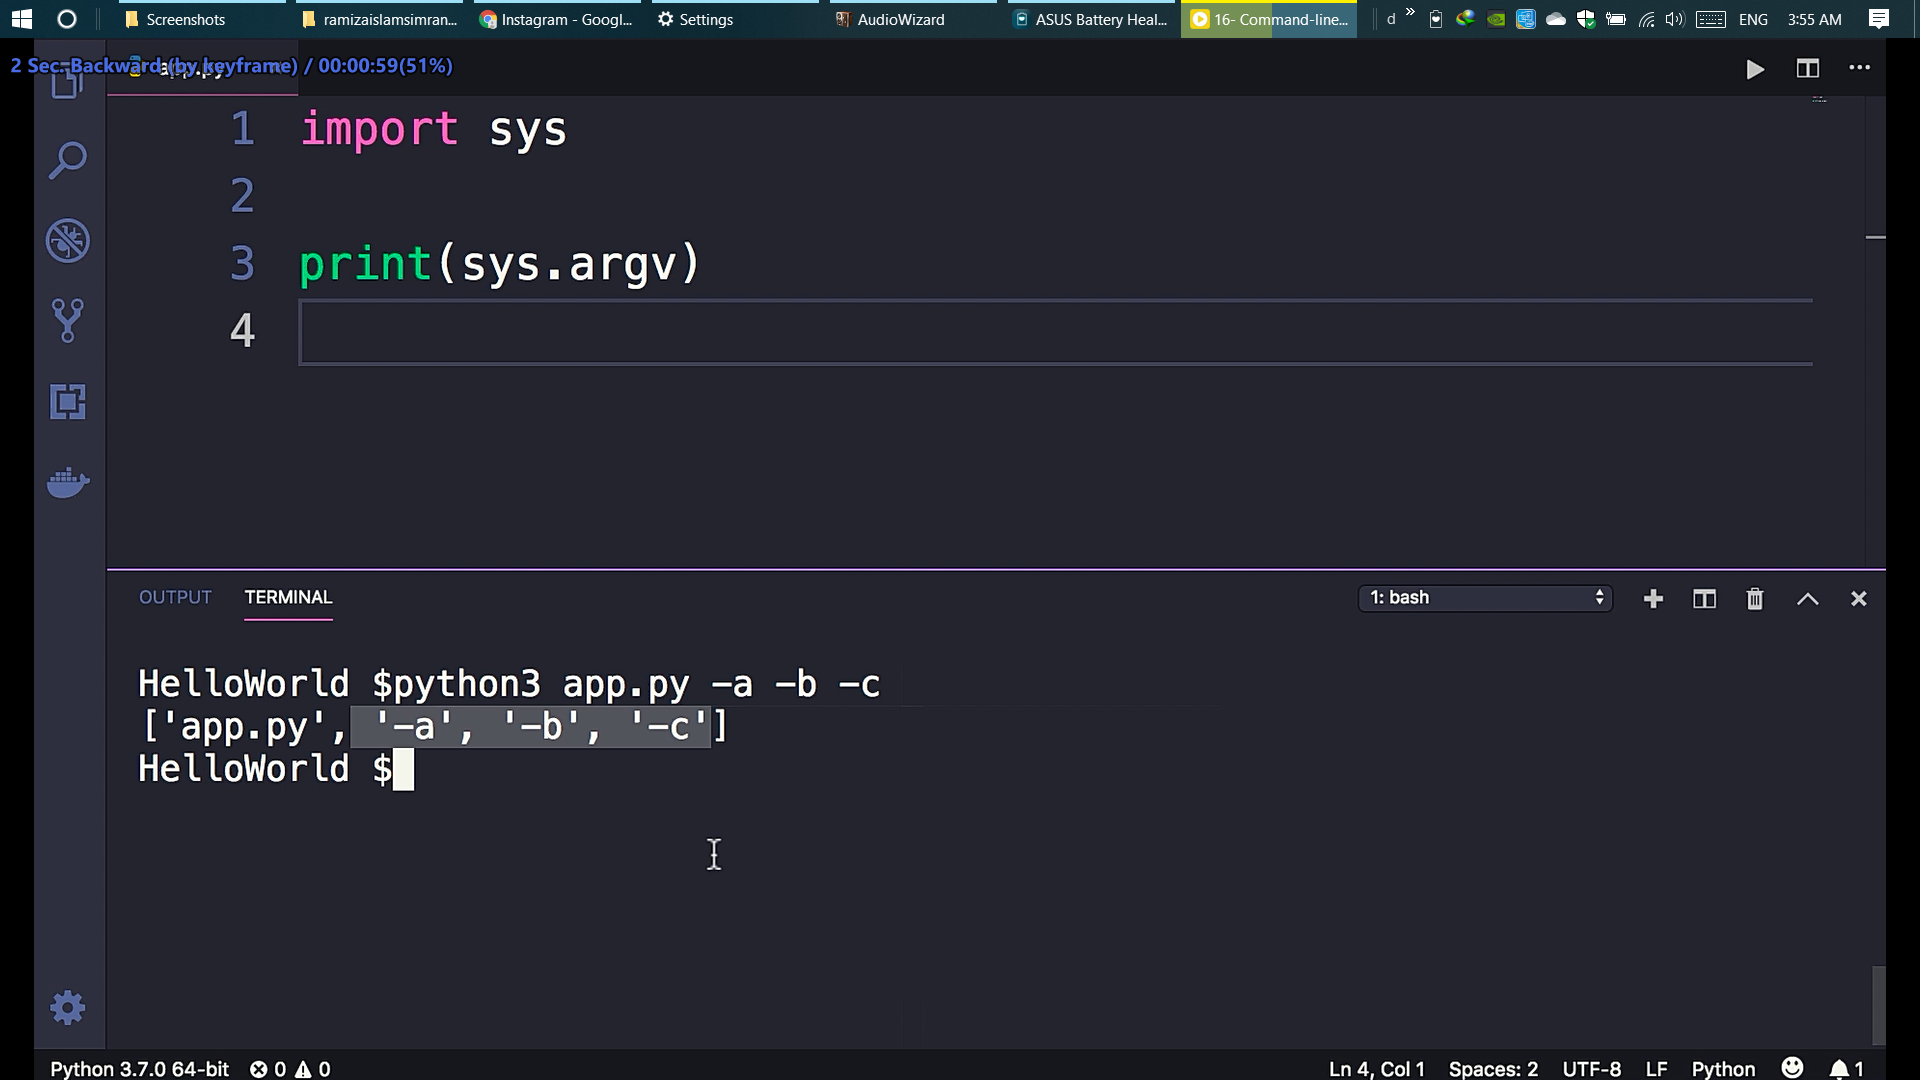 Screenshots
ramizaislamsimran...
Instagram - Googl...
Settings
AudioWizard
ASUS Battery Heal...
16- Command-line...
d
ENG
3:55 AM
2 Sec. Backward (by keyframe) / 00:00:59(51%)
app.py
1 import sys
2
3 print(sys.argv)
4
OUTPUT
TERMINAL
1: bash
HelloWorld $python3 app.py -a -b -c
['app.py', '-a', '-b', '-c']
HelloWorld $
Python 3.7.0 64-bit
0
0
Ln 4, Col 1
Spaces: 2
UTF-8
LF
Python
1